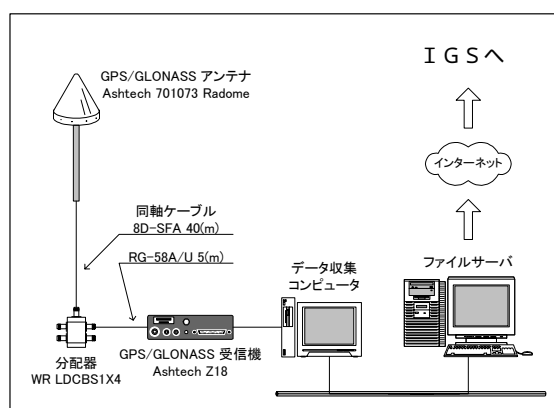 IGSへ
GPS/GLONASS アンテナ
Ashtech 701073 Radome
インターネット
同軸ケーブル
8D-SFA 40(m)
RG-58A/U 5(m)
データ収集
コンピュータ
ファイルサーバ
分配器
WR LDCBS1X4
GPS/GLONASS 受信機
Ashtech Z18